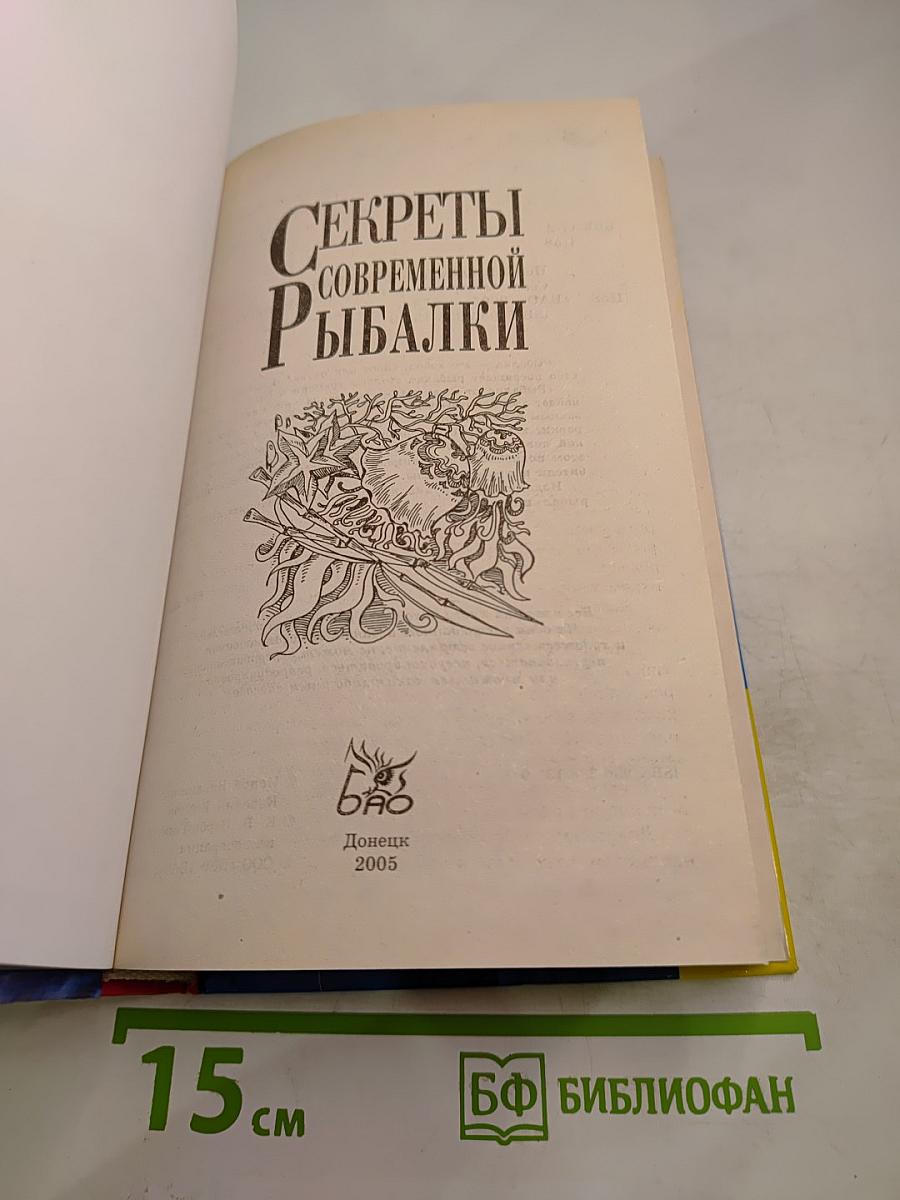 СЕКРЕТЫ
СОВРЕМЕННОЙ
РЫБАЛКИ
БАО
Донецк
2005
15 см
БФ БИБЛИОФАН